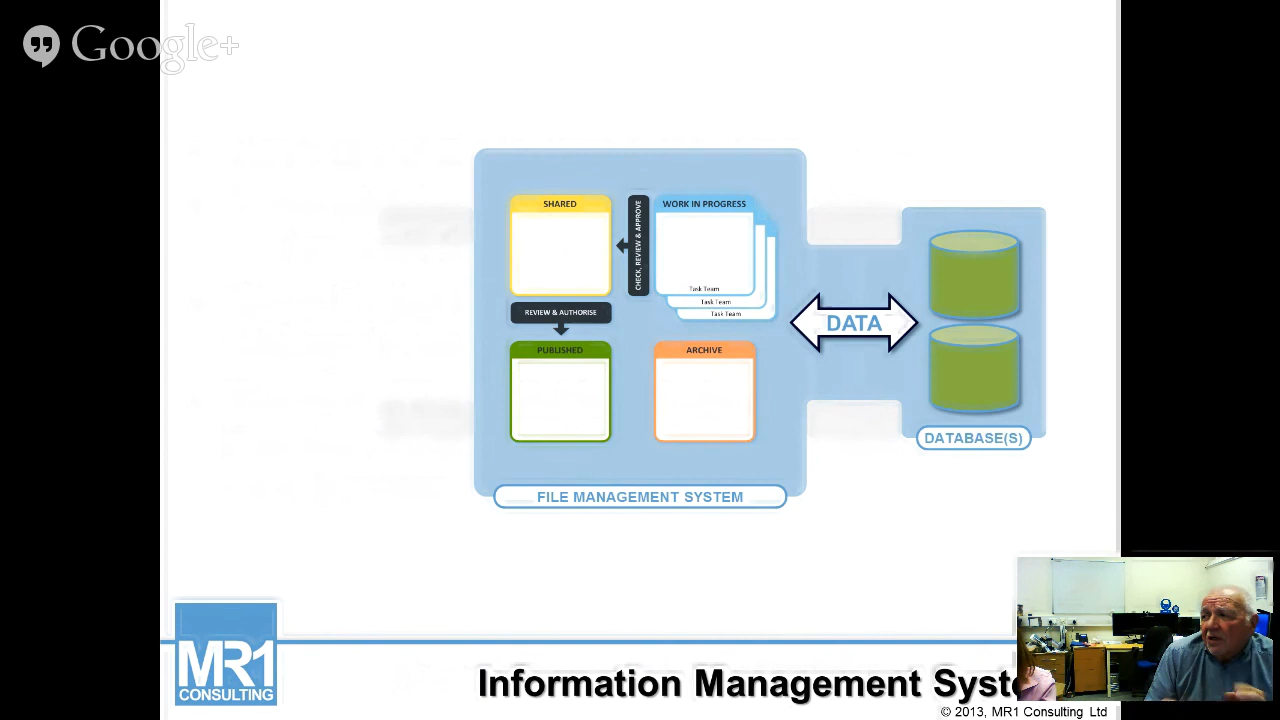 Google+
SHARED
CHECK, REVIEW & APPROVE
WORK IN PROGRESS
Task Team
Task Team
Task Team
REVIEW & AUTHORISE
PUBLISHED
ARCHIVE
DATA
DATABASE(S)
FILE MANAGEMENT SYSTEM
MR1
CONSULTING
Information Management Syst
© 2013, MR1 Consulting Ltd